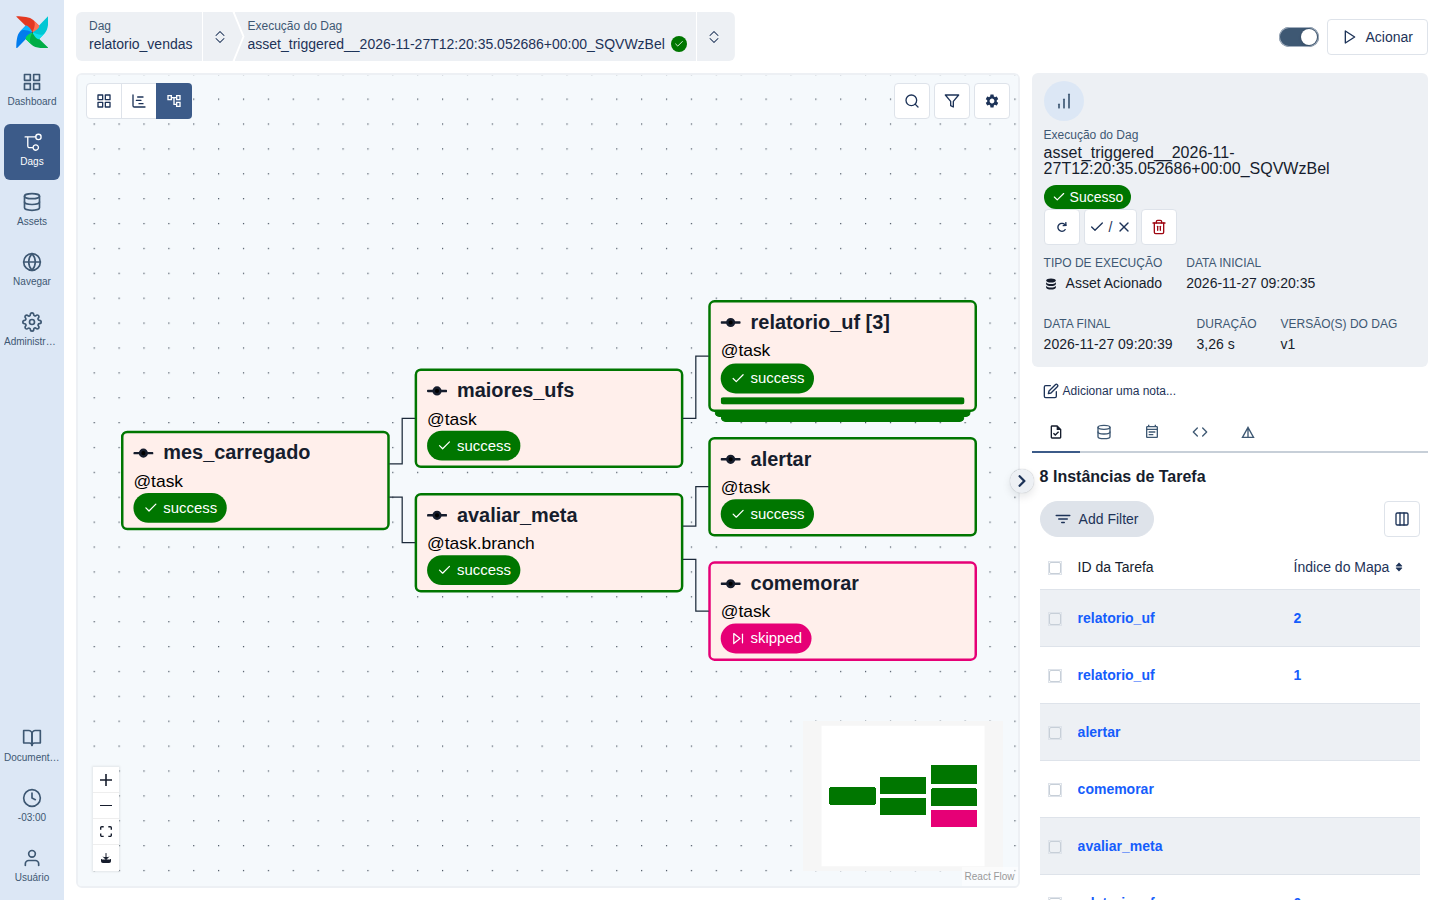 Dag
relatorio_vendas
Execução do Dag
asset_triggered__2026-11-27T12:20:35.052686+00:00_SQVWzBel
Acionar
Dashboard
Dags
Assets
Navegar
Administr…
Document…
-03:00
Usuário
mes_carregado
@task
success
maiores_ufs
@task
success
avaliar_meta
@task.branch
success
relatorio_uf [3]
@task
success
alertar
@task
success
comemorar
@task
skipped
React Flow
Execução do Dag
asset_triggered__2026-11-
27T12:20:35.052686+00:00_SQVWzBel
Sucesso
/
TIPO DE EXECUÇÃO
Asset Acionado
DATA INICIAL
2026-11-27 09:20:35
DATA FINAL
2026-11-27 09:20:39
DURAÇÃO
3,26 s
VERSÃO(S) DO DAG
v1
Adicionar uma nota...
8 Instâncias de Tarefa
Add Filter
ID da Tarefa Índice do Mapa
relatorio_uf 2
relatorio_uf 1
alertar
comemorar
avaliar_meta